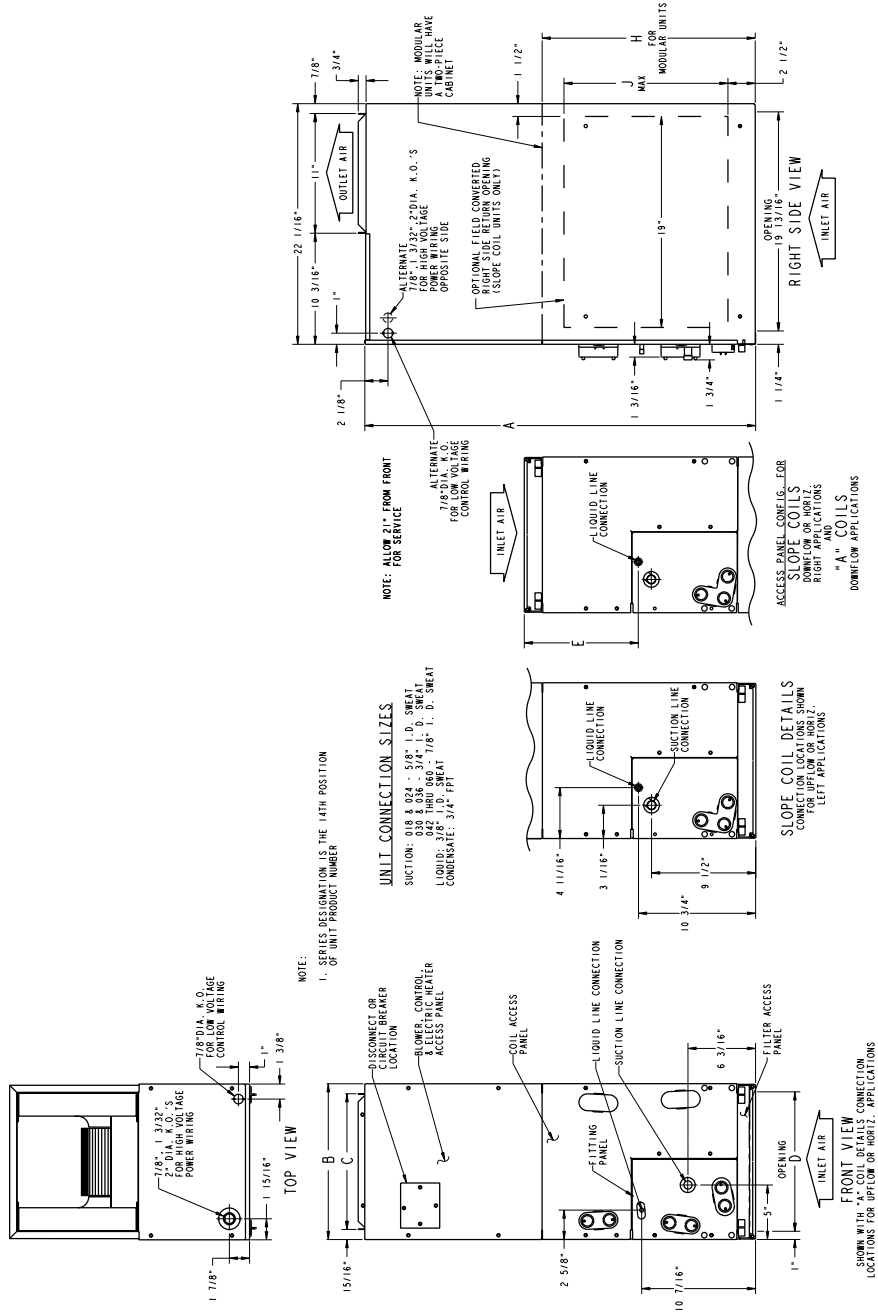 TOP VIEW
7/8", 1 3/32"
2" DIA. K.O.'S
FOR HIGH VOLTAGE
POWER WIRING
7/8"DIA. K.O.
FOR LOW VOLTAGE
CONTROL WIRING
1 7/8"
1 15/16"
1"
1 3/8"
NOTE:
1. SERIES DESIGNATION IS THE 14TH POSITION
OF UNIT PRODUCT NUMBER
B
C
15/16"
DISCONNECT OR
CIRCUIT BREAKER
LOCATION
BLOWER, CONTROL,
& ELECTRIC HEATER
ACCESS PANEL
COIL ACCESS
PANEL
FITTING
PANEL
LIQUID LINE CONNECTION
SUCTION LINE CONNECTION
2 5/8"
10 7/16"
5"
6 3/16"
1"
D
OPENING
FILTER ACCESS
PANEL
INLET AIR
FRONT VIEW
SHOWN WITH "A" COIL DETAILS CONNECTION
LOCATIONS FOR UPFLOW OR HORIZ. APPLICATIONS
UNIT CONNECTION SIZES
SUCTION: 018 & 024 - 5/8" I.D. SWEAT
030 & 036 - 3/4" I.D. SWEAT
042 THRU 060 - 7/8" I.D. SWEAT
LIQUID: 3/8" I.D. SWEAT
CONDENSATE: 3/4" FPT
LIQUID LINE
CONNECTION
SUCTION LINE
CONNECTION
4 11/16"
3 1/16"
10 3/4"
9 1/2"
SLOPE COIL DETAILS
CONNECTION LOCATIONS SHOWN
FOR UPFLOW OR HORIZ.
LEFT APPLICATIONS
NOTE: ALLOW 21" FROM FRONT
FOR SERVICE
INLET AIR
E
LIQUID LINE
CONNECTION
ACCESS PANEL CONFIG. FOR
SLOPE COILS
DOWNFLOW OR HORIZ.
RIGHT APPLICATIONS
AND
"A" COILS
DOWNFLOW APPLICATIONS
22 1/16"
10 3/16"
11"
7/8"
3/4"
1"
OUTLET AIR
2 1/8"
A
ALTERNATE
7/8"DIA. K.O.
FOR LOW VOLTAGE
CONTROL WIRING
ALTERNATE
7/8",1 3/32",2"DIA. K.O.'S
FOR HIGH VOLTAGE
POWER WIRING
OPPOSITE SIDE
NOTE: MODULAR
UNITS WILL HAVE
A TWO-PIECE
CABINET
OPTIONAL FIELD CONVERTED
RIGHT SIDE RETURN OPENING
(SLOPE COIL UNITS ONLY)
1 1/2"
19"
J
MAX
H
FOR
MODULAR UNITS
2 1/2"
1 3/16"
1 3/4"
1 1/4"
OPENING
19 13/16"
RIGHT SIDE VIEW
INLET AIR